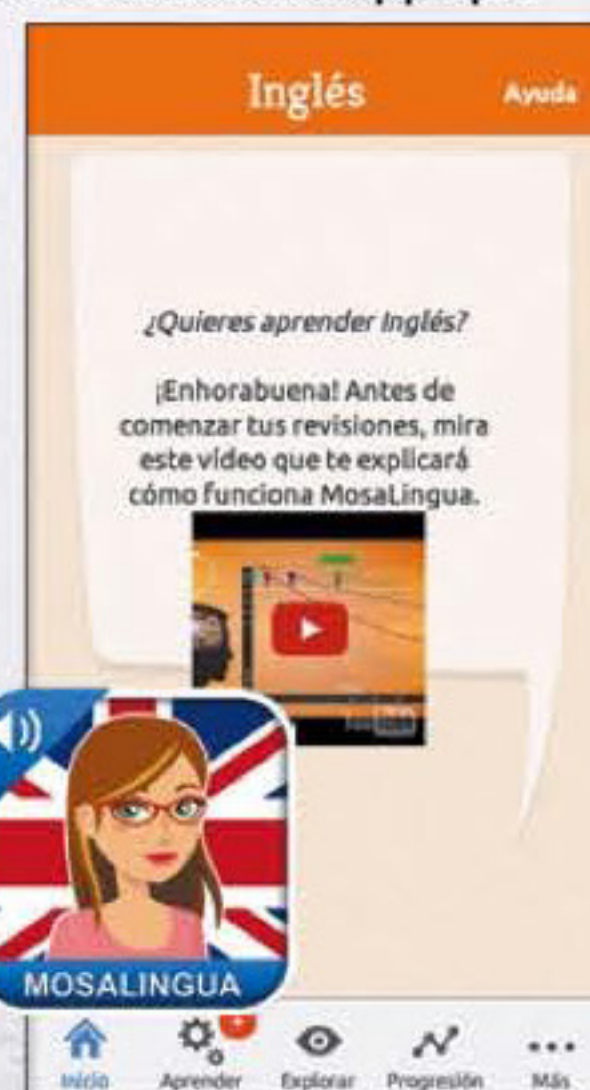 Inglés
Ayuda
¿Quieres aprender Inglés?
¡Enhorabuena! Antes de
comenzar tus revisiones, mira
este vídeo que te explicará
cómo funciona MosaLingua.
MOSALINGUA
Inicio
Aprender
Explorar
Progresión
Más